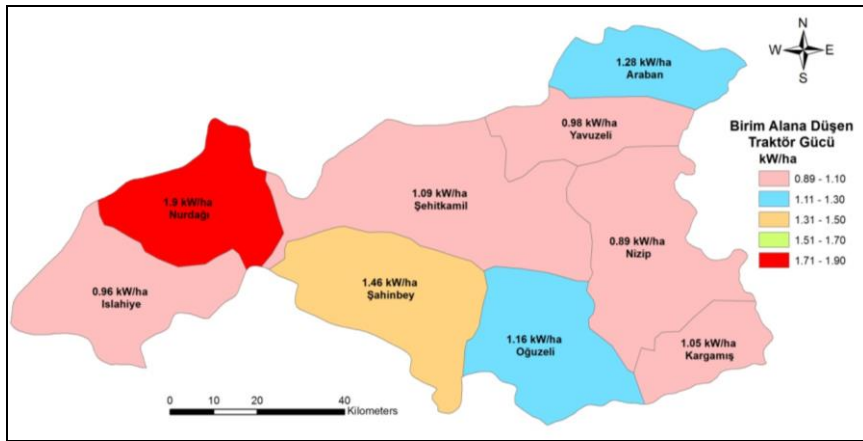 N
W E
S
1.28 kW/ha
Araban
0.98 kW/ha
Yavuzeli
Birim Alana Düşen
Traktör Gücü
kW/ha
0.89 - 1.10
1.11 - 1.30
1.31 - 1.50
1.51 - 1.70
1.71 - 1.90
1.9 kW/ha
Nurdağı
1.09 kW/ha
Şehitkamil
0.89 kW/ha
Nizip
0.96 kW/ha
Islahiye
1.46 kW/ha
Şahinbey
1.16 kW/ha
Oğuzeli
1.05 kW/ha
Kargamış
0 10 20 40
Kilometers